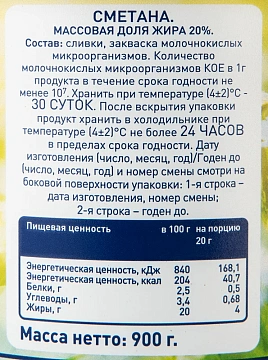 СМЕТАНА.
МАССОВАЯ ДОЛЯ ЖИРА 20%.
Состав: сливки, закваска молочнокислых
микроорганизмов. Количество
молочнокислых микроорганизмов КОЕ в 1г
продукта в течение срока годности не
менее 10⁷. Хранить при температуре (4±2)°С -
30 СУТОК. После вскрытия упаковки
продукт хранить в холодильнике при
температуре (4±2)°С не более 24 ЧАСОВ
в пределах срока годности. Дату
изготовления (число, месяц, год)/Годен до
(число, месяц, год) и номер смены смотри на
боковой поверхности упаковки: 1-я строка –
дата изготовления, номер смены;
2-я строка – годен до.
Пищевая ценность в 100 г на порцию
20 г
Энергетическая ценность, кДж 840 168,1
Энергетическая ценность, ккал 204 40,7
Белки, г 2,5 0,5
Углеводы, г 3,4 0,68
Жиры, г 20 4
Масса нетто: 900 г.